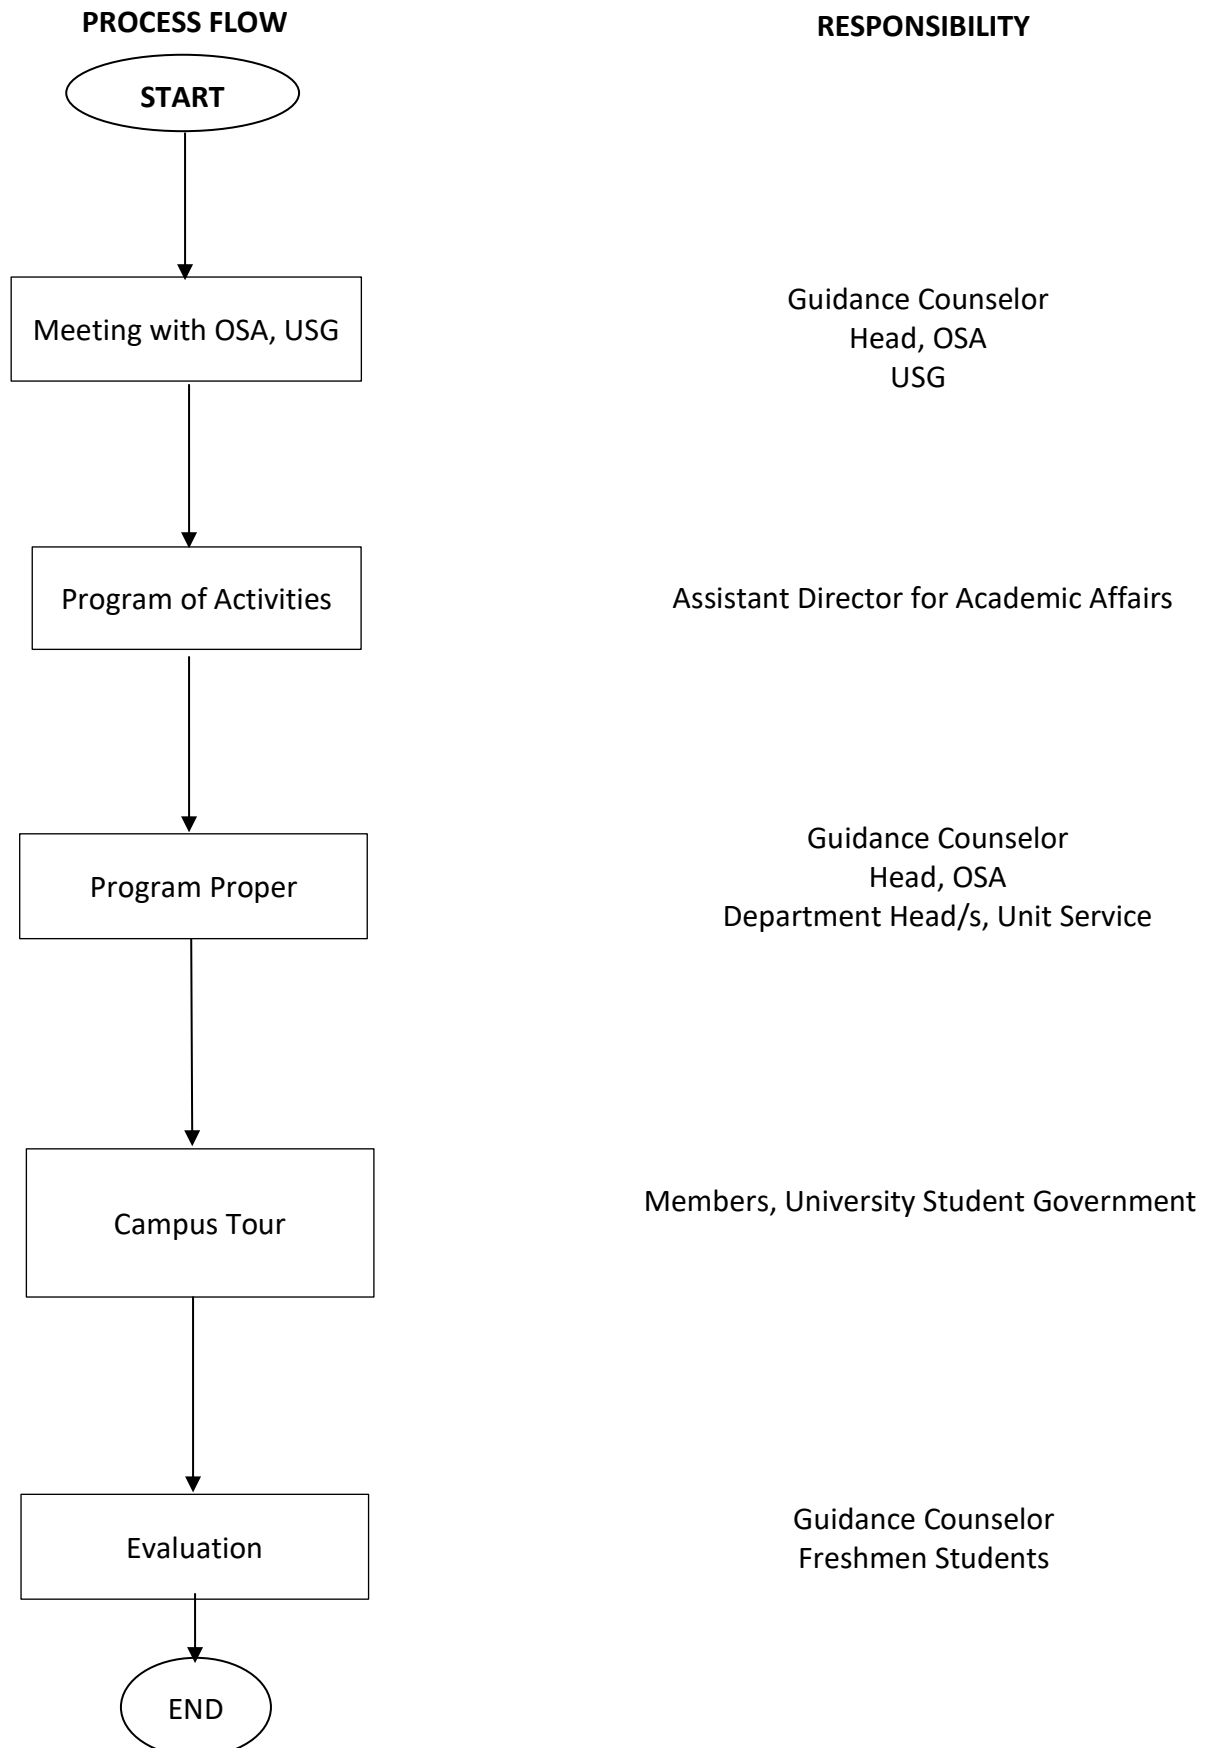 PROCESS FLOW
RESPONSIBILITY
START
Meeting with OSA, USG
Guidance Counselor
Head, OSA
USG
Program of Activities
Assistant Director for Academic Affairs
Program Proper
Guidance Counselor
Head, OSA
Department Head/s, Unit Service
Campus Tour
Members, University Student Government
Evaluation
Guidance Counselor
Freshmen Students
END